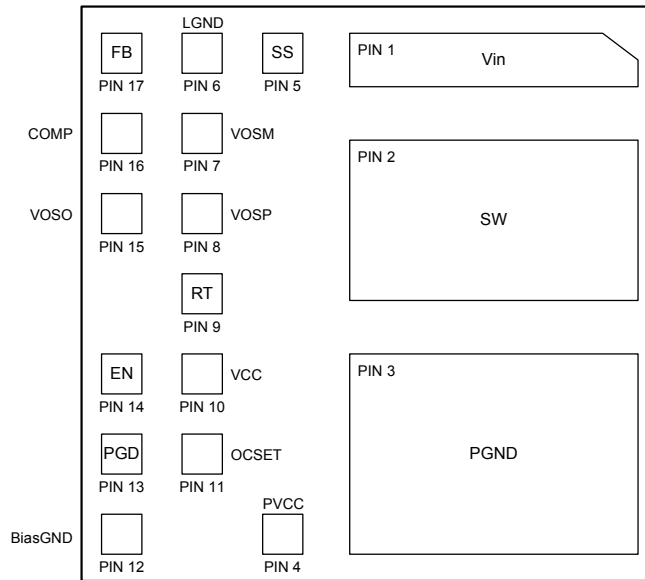 LGND
FB
SS
PIN 1
Vin
PIN 17
PIN 6
PIN 5
COMP
VOSM
PIN 16
PIN 7
PIN 2
VOSO
VOSP
SW
PIN 15
PIN 8
RT
PIN 9
EN
VCC
PIN 3
PIN 14
PIN 10
PGD
OCSET
PGND
PIN 13
PIN 11
PVCC
BiasGND
PIN 12
PIN 4